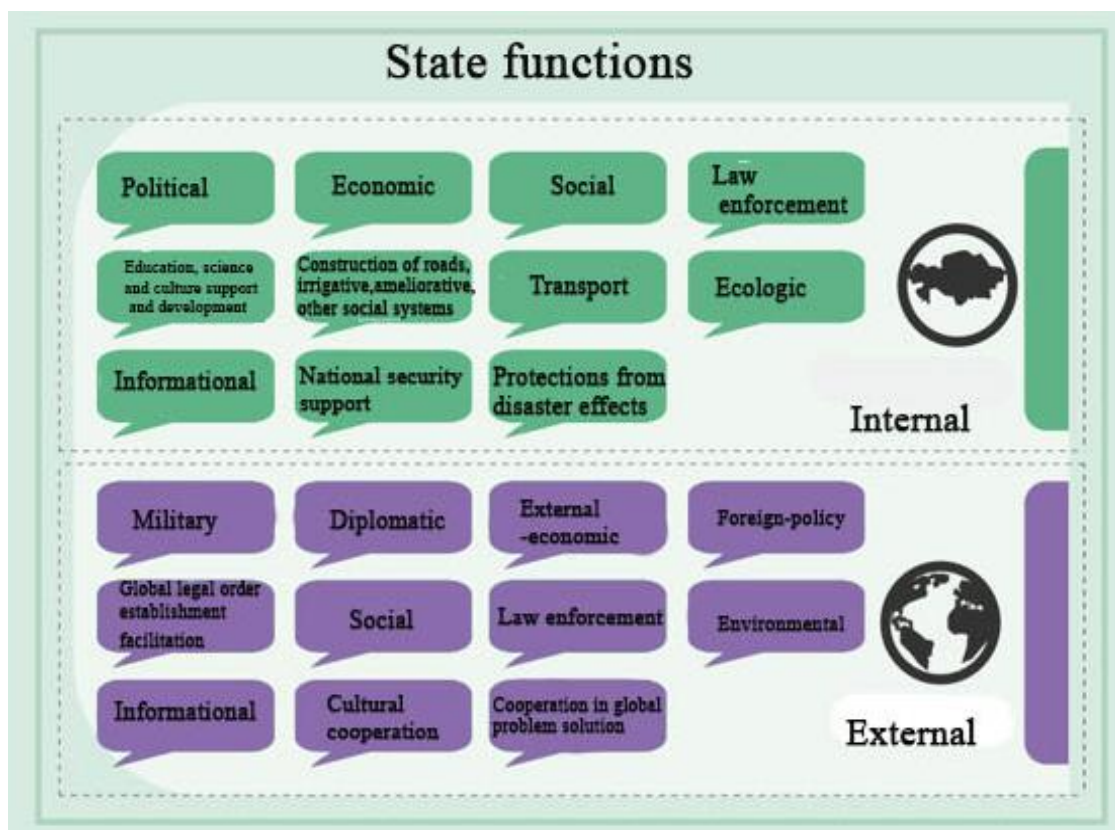 State functions
Political
Economic
Social
Law
enforcement
Education, science
and culture support
and development
Construction of roads,
irrigative,ameliorative,
other social systems
Transport
Ecologic
Informational
National security
support
Protections from
disaster effects
Internal
Military
Diplomatic
External
-economic
Foreign-policy
Global legal order
establishment
facilitation
Social
Law enforcement
Environmental
Informational
Cultural
cooperation
Cooperation in global
problem solution
External